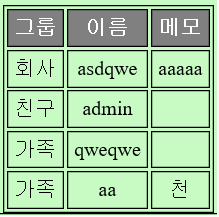 그룹 이름 메모
회사 asdqwe aaaaa
친구 admin
가족 qweqwe
가족 aa 천